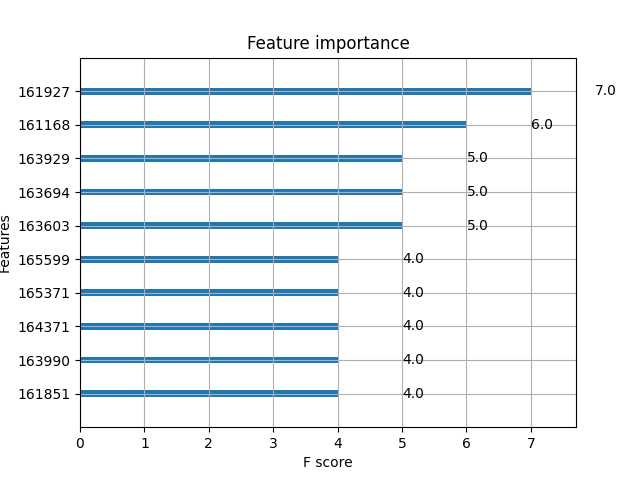 Feature importance
161927 7.0
161168 6.0
163929 5.0
163694 5.0
163603 5.0
165599 4.0
165371 4.0
164371 4.0
163990 4.0
161851 4.0
Features
0 1 2 3 4 5 6 7
F score